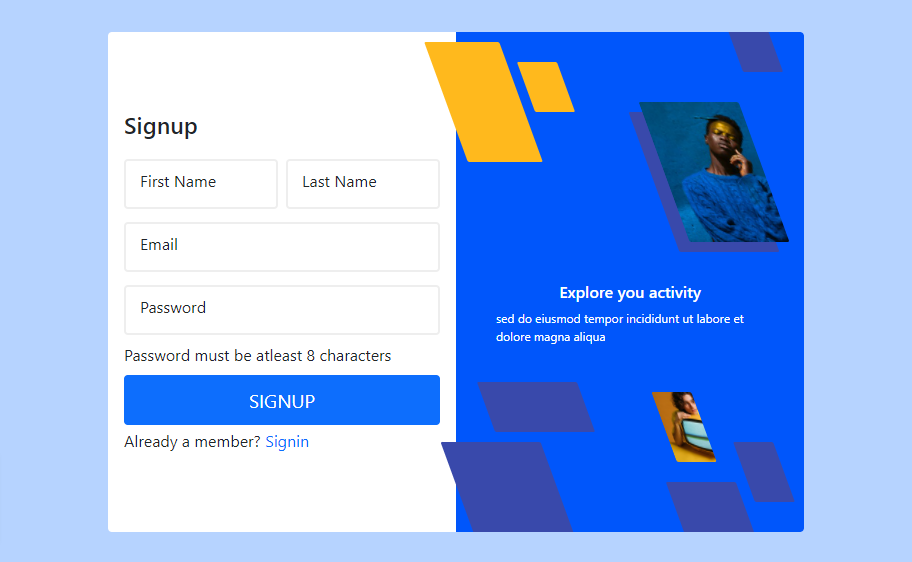 Signup
First Name
Last Name
Email
Password
Password must be atleast 8 characters
SIGNUP
Already a member? Signin
Explore you activity
sed do eiusmod tempor incididunt ut labore et
dolore magna aliqua